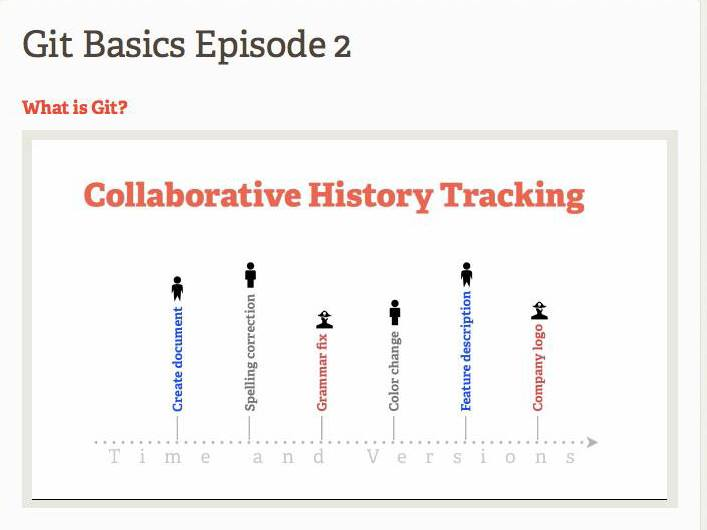 Git Basics Episode 2
What is Git?
Collaborative History Tracking
Create document
Spelling correction
Grammar fix
Color change
Feature description
Company logo
Time and Versions